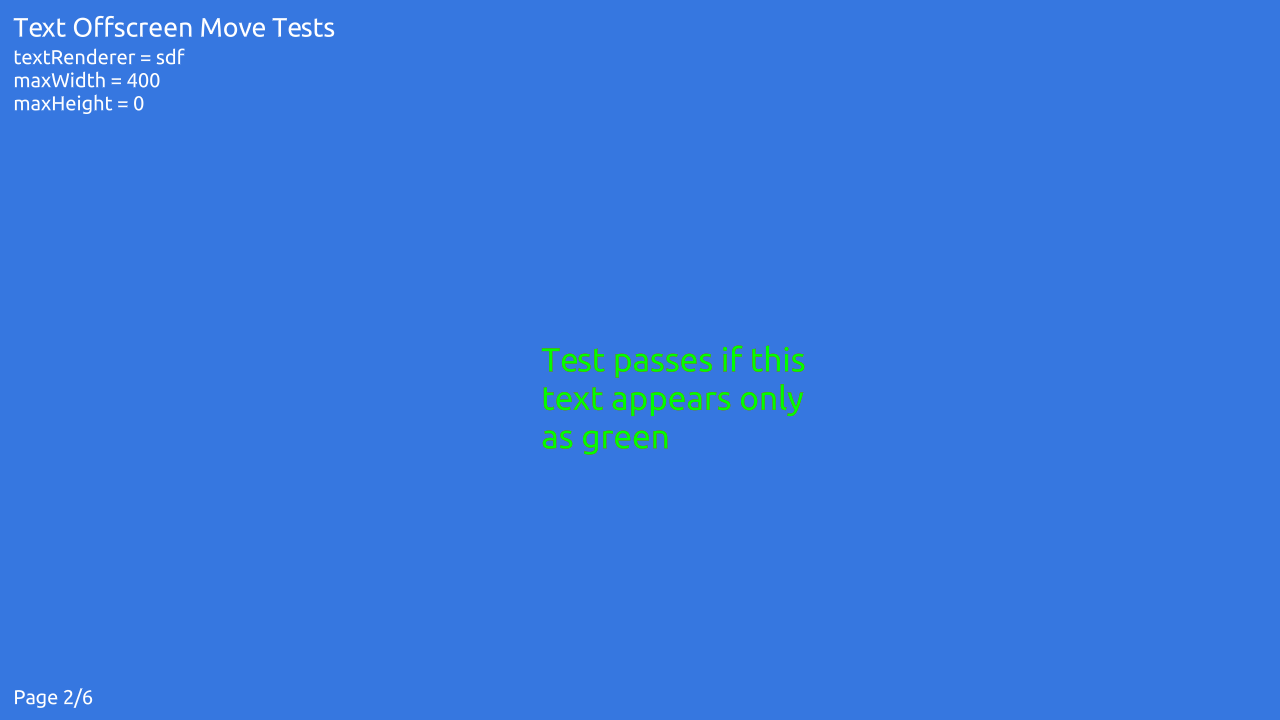 Text Offscreen Move Tests
textRenderer = sdf
maxWidth = 400
maxHeight = 0
Test passes if this
text appears only
as green
Page 2/6